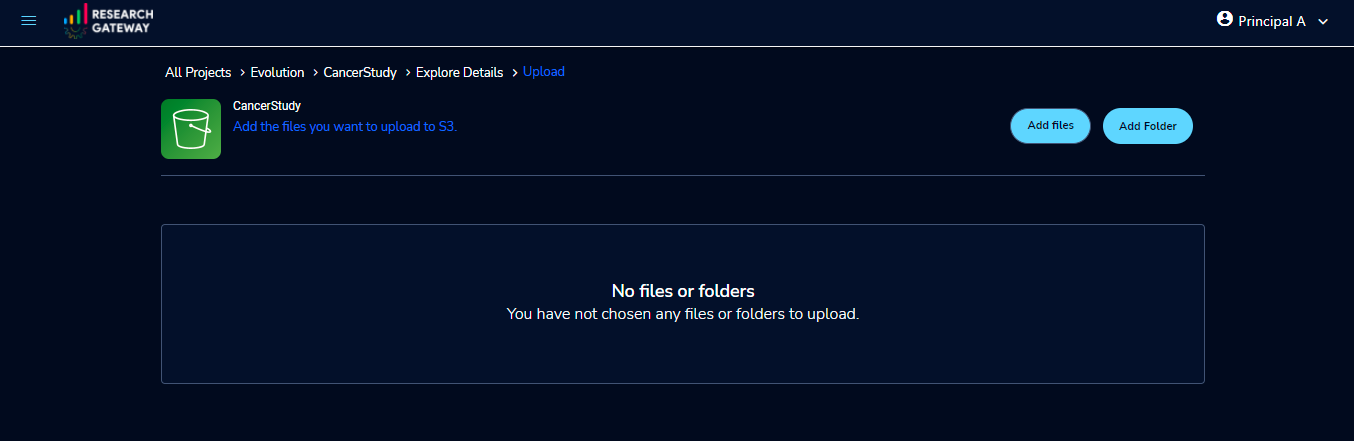 RESEARCH
GATEWAY
Principal A
All Projects > Evolution > CancerStudy > Explore Details > Upload
CancerStudy
Add the files you want to upload to S3.
Add files
Add Folder
No files or folders
You have not chosen any files or folders to upload.